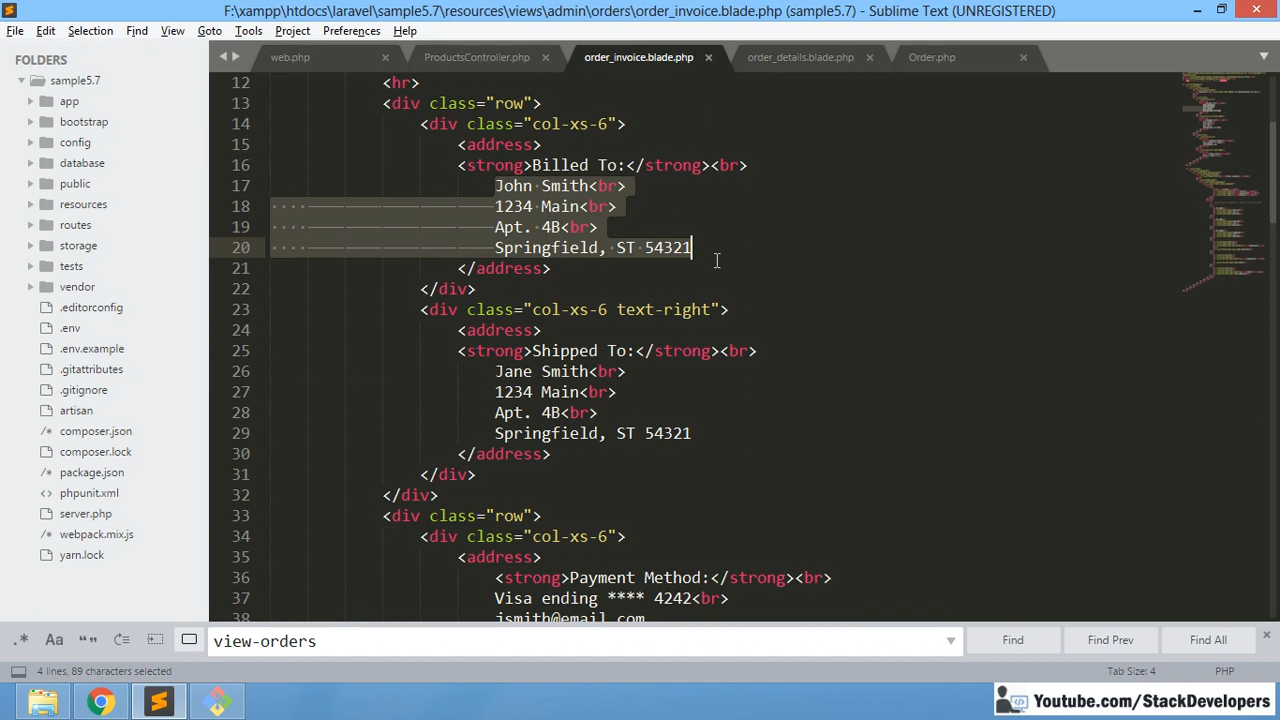 F:\xampp\htdocs\laravel\sample5.7\resources\views\admin\orders\order_invoice.blade.php (sample5.7) - Sublime Text (UNREGISTERED)
File Edit Selection Find View Goto Tools Project Preferences Help
FOLDERS
sample5.7
app
bootstrap
config
database
public
resources
routes
storage
tests
vendor
.editorconfig
.env
.env.example
.gitattributes
.gitignore
artisan
composer.json
composer.lock
package.json
phpunit.xml
server.php
webpack.mix.js
yarn.lock
web.php ProductsController.php order_invoice.blade.php order_details.blade.php Order.php
12 <hr>
13 <div class="row">
14 <div class="col-xs-6">
15 <address>
16 <strong>Billed To:</strong><br>
17 John Smith<br>
18 1234 Main<br>
19 Apt. 4B<br>
20 Springfield, ST 54321
21 </address>
22 </div>
23 <div class="col-xs-6 text-right">
24 <address>
25 <strong>Shipped To:</strong><br>
26 Jane Smith<br>
27 1234 Main<br>
28 Apt. 4B<br>
29 Springfield, ST 54321
30 </address>
31 </div>
32 </div>
33 <div class="row">
34 <div class="col-xs-6">
35 <address>
36 <strong>Payment Method:</strong><br>
37 Visa ending **** 4242<br>
38 jsmith@email.com
.* Aa “” view-orders Find Find Prev Find All
4 lines, 89 characters selected Tab Size: 4 PHP
Youtube.com/StackDevelopers